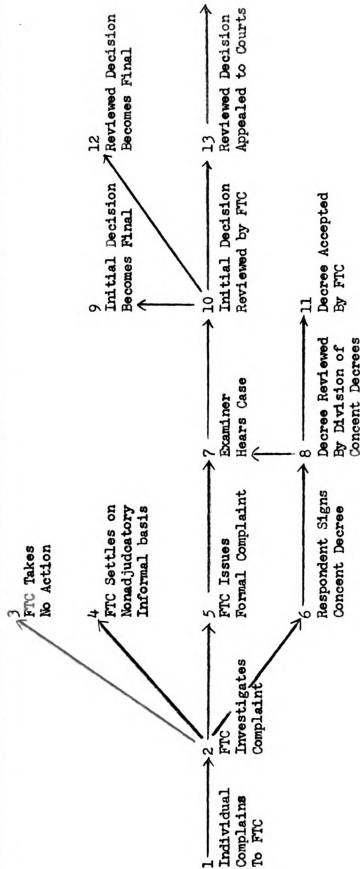 1
Individual
Complains
To FTC
2
FTC
Investigates
Complaint
3
FTC Takes
No Action
4
FTC Settles on
Nonadjudcatory
Informal basis
5
FTC Issues
Formal Complaint
6
Respondent Signs
Concent Decree
7
Examiner
Hears Case
8
Decree Reviewed
By Division of
Concent Decrees
9
Initial Decision
Becomes Final
10
Initial Decision
Reviewed by FTC
11
Decree Accepted
By FTC
12
Reviewed Decision
Becomes Final
13
Reviewed Decision
Appealed to Courts